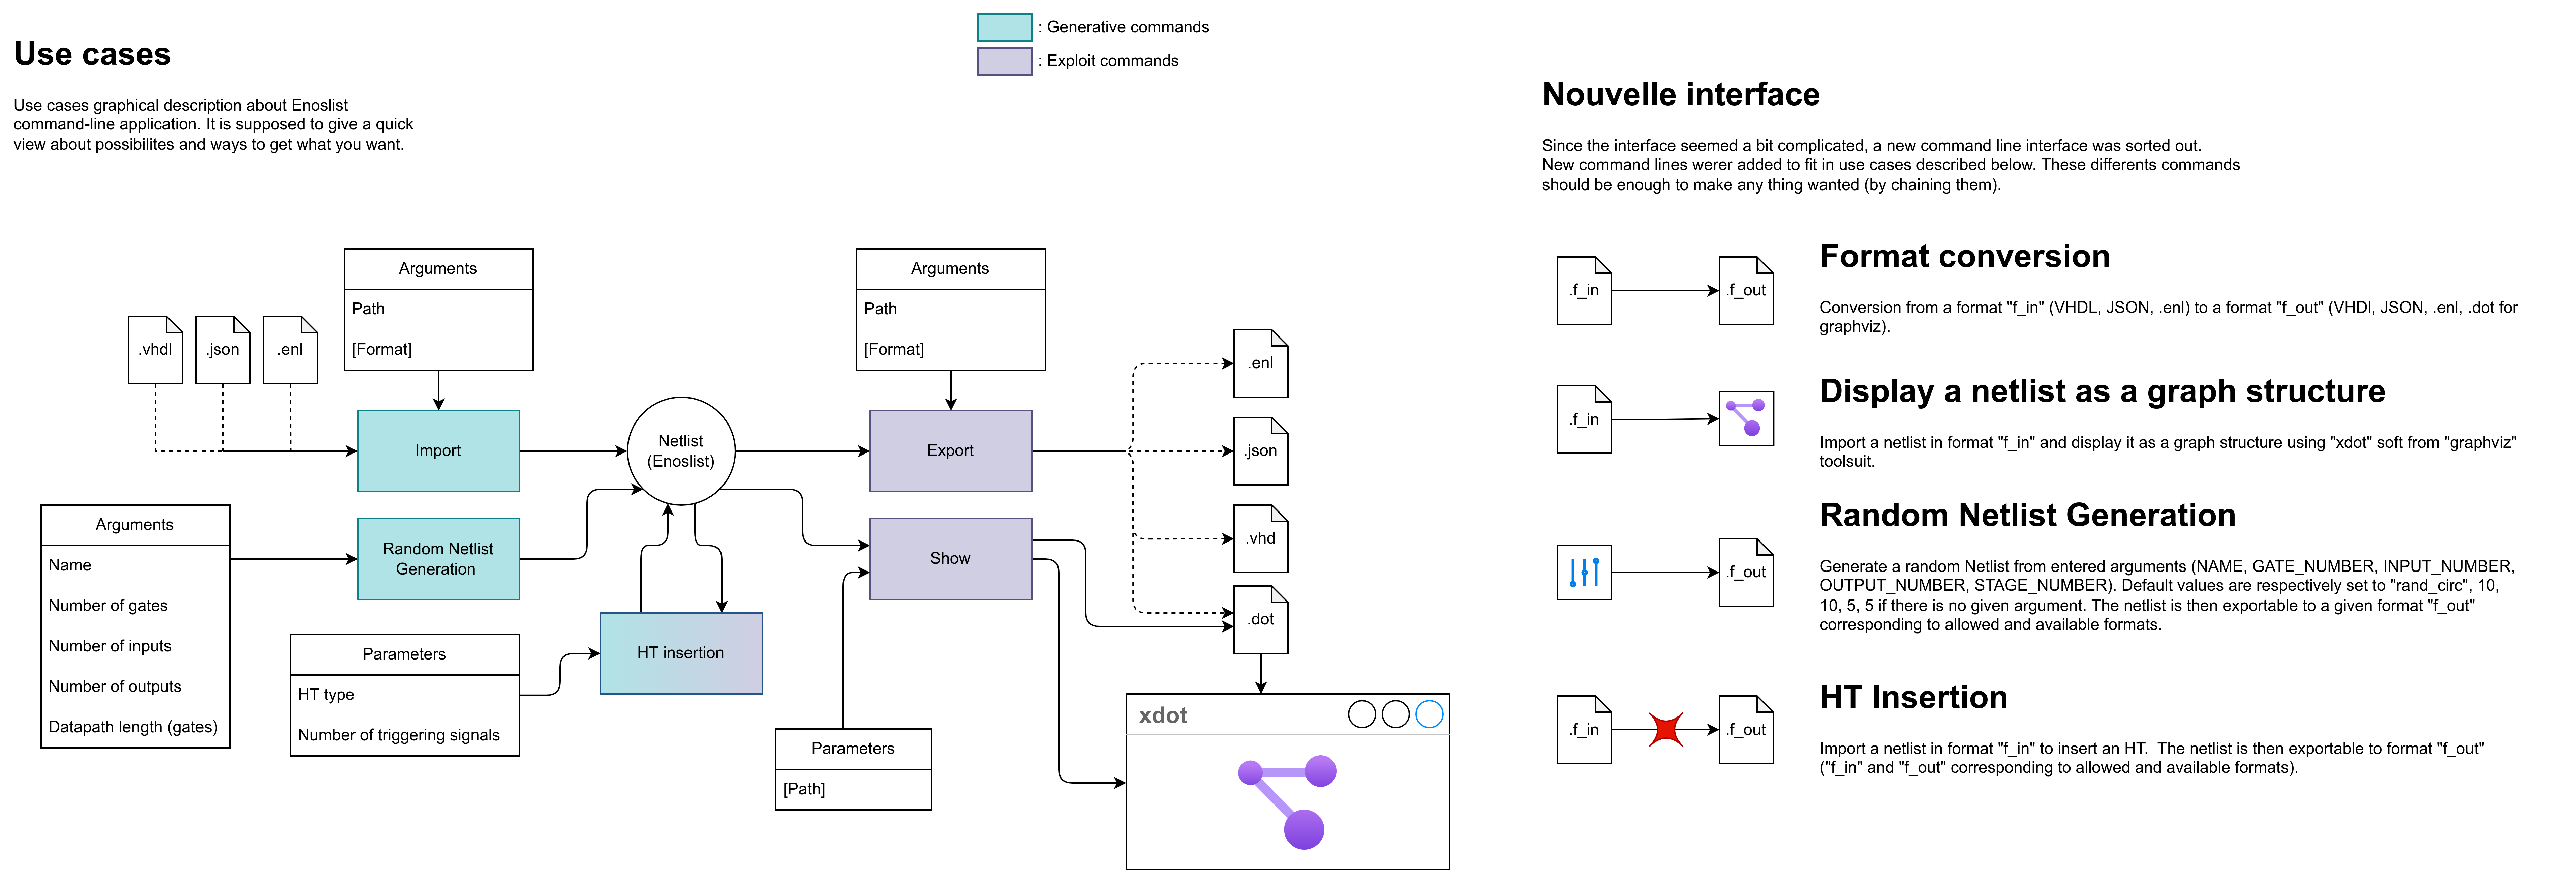 : Generative commands
: Exploit commands
Use cases
Use cases graphical description about Enoslist
command-line application. It is supposed to give a quick
view about possibilites and ways to get what you want.
Arguments
Path
[Format]
.vhdl
.json
.enl
Import
Arguments
Name
Number of gates
Number of inputs
Number of outputs
Datapath length (gates)
Random Netlist
Generation
Netlist
(Enoslist)
Parameters
HT type
Number of triggering signals
HT insertion
Arguments
Path
[Format]
Export
Show
Parameters
[Path]
.enl
.json
.vhd
.dot
xdot
Nouvelle interface
Since the interface seemed a bit complicated, a new command line interface was sorted out.
New command lines werer added to fit in use cases described below. These differents commands
should be enough to make any thing wanted (by chaining them).
.f_in
.f_out
Format conversion
Conversion from a format "f_in" (VHDL, JSON, .enl) to a format "f_out" (VHDl, JSON, .enl, .dot for
graphviz).
.f_in
Display a netlist as a graph structure
Import a netlist in format "f_in" and display it as a graph structure using "xdot" soft from "graphviz"
toolsuit.
.f_out
Random Netlist Generation
Generate a random Netlist from entered arguments (NAME, GATE_NUMBER, INPUT_NUMBER,
OUTPUT_NUMBER, STAGE_NUMBER). Default values are respectively set to "rand_circ", 10,
10, 5, 5 if there is no given argument. The netlist is then exportable to a given format "f_out"
corresponding to allowed and available formats.
.f_in
.f_out
HT Insertion
Import a netlist in format "f_in" to insert an HT.  The netlist is then exportable to format "f_out"
("f_in" and "f_out" corresponding to allowed and available formats).